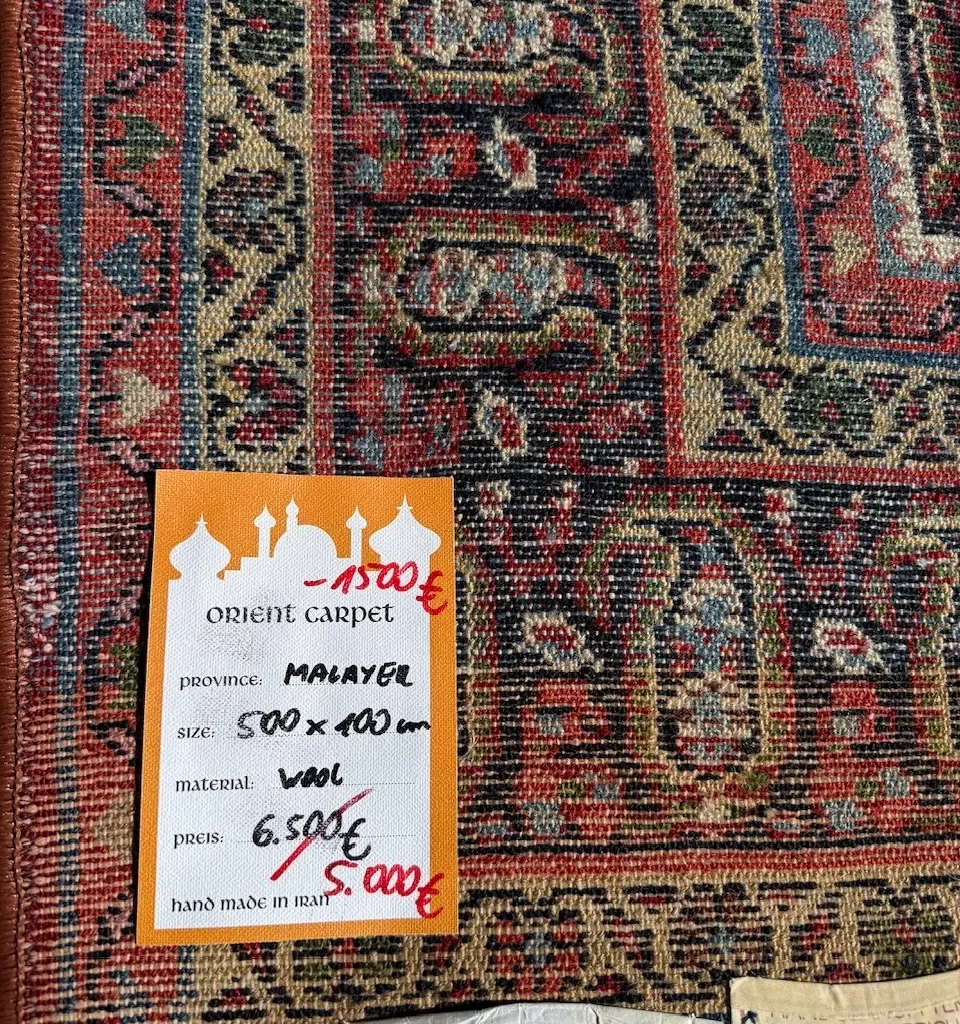 - 1500 €
ORIENT CARPET
PROVINCE: MALAYER
SIZE: 500 x 100 cm
MATERIAL: WOOL
PREIS: 6.500 €
5.000 €
HAND MADE IN IRAN